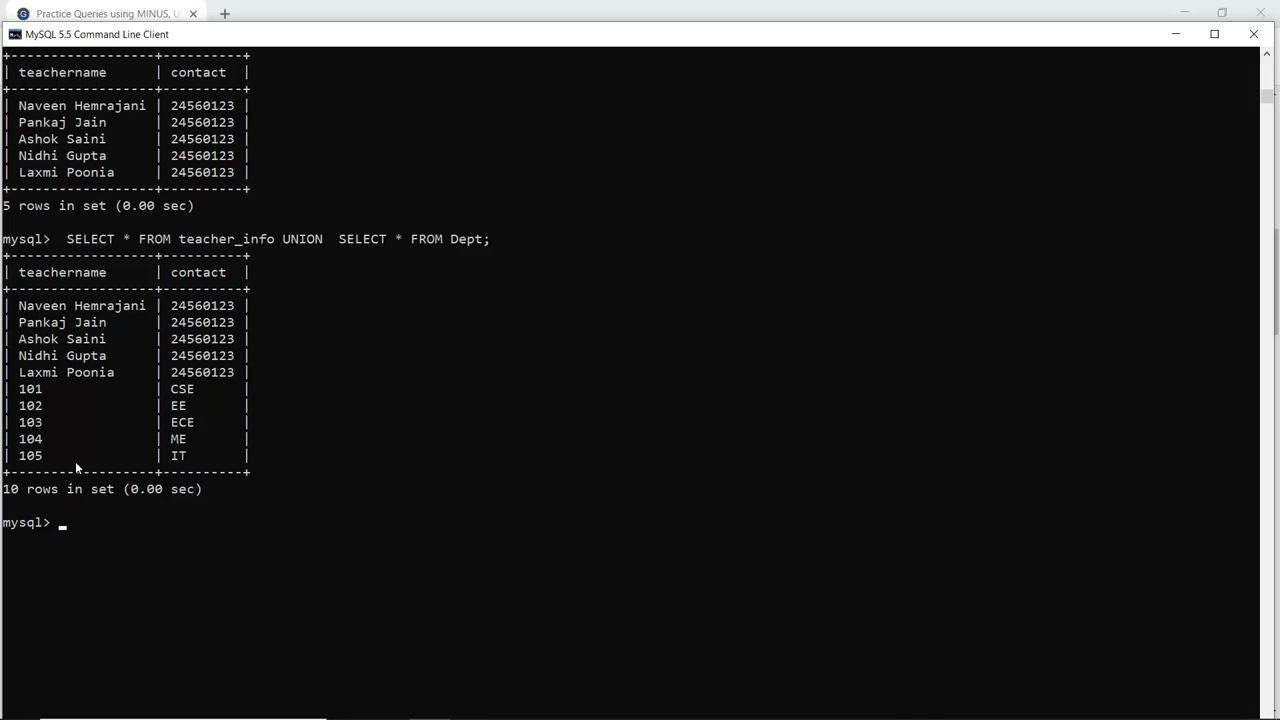 Practice Queries using MINUS, U
MySQL 5.5 Command Line Client
+-------------------+----------+
| teachername       | contact  |
+-------------------+----------+
| Naveen Hemrajani | 24560123 |
| Pankaj Jain      | 24560123 |
| Ashok Saini      | 24560123 |
| Nidhi Gupta      | 24560123 |
| Laxmi Poonia     | 24560123 |
+-------------------+----------+
5 rows in set (0.00 sec)
mysql>  SELECT * FROM teacher_info UNION  SELECT * FROM Dept;
+-------------------+----------+
| teachername       | contact  |
+-------------------+----------+
| Naveen Hemrajani | 24560123 |
| Pankaj Jain      | 24560123 |
| Ashok Saini      | 24560123 |
| Nidhi Gupta      | 24560123 |
| Laxmi Poonia     | 24560123 |
| 101              | CSE      |
| 102              | EE       |
| 103              | ECE      |
| 104              | ME       |
| 105              | IT       |
+-------------------+----------+
10 rows in set (0.00 sec)
mysql>